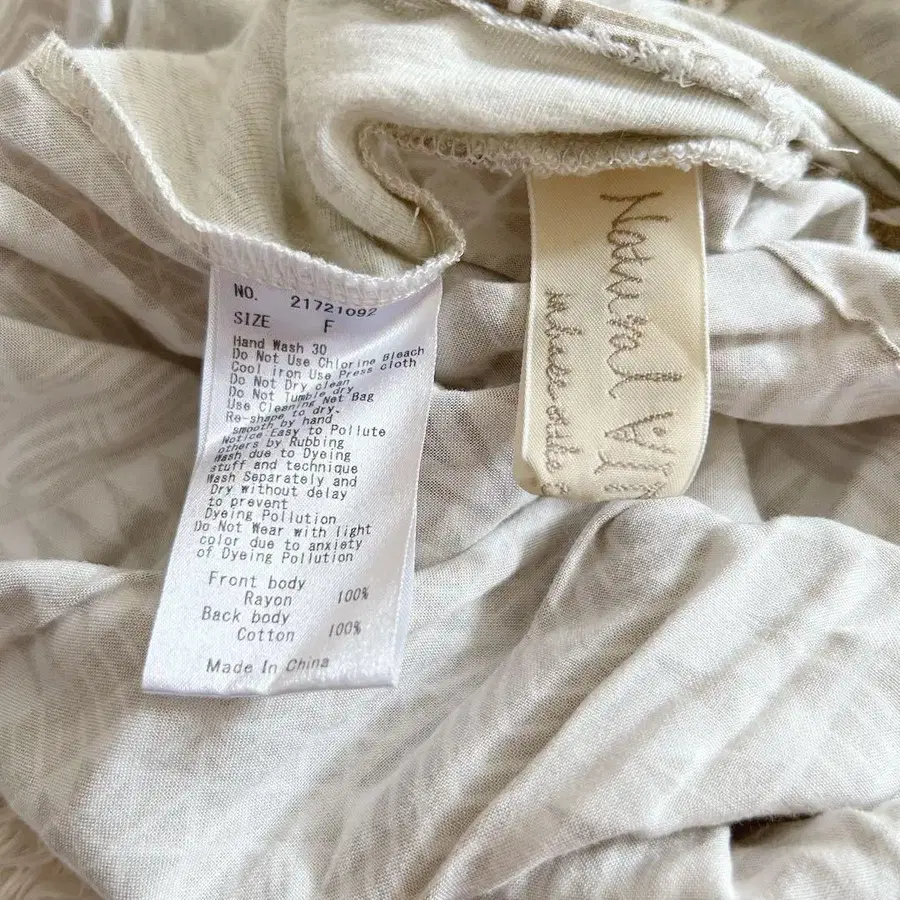 NO. 21721092
SIZE F
Hand Wash 30
Do Not Use Chlorine Bleach
Cool iron Use Press cloth
Do Not Dry clean
Do Not Tumble dry
Use Cleaning Net Bag
Re-shape to dry-
smooth by hand
Notice Easy to Pollute
others by Rubbing
Wash due to Dyeing
stuff and technique
Wash Separately and
Dry without delay
to prevent
Dyeing Pollution
Do Not Wear with light
color due to anxiety
of Dyeing Pollution
Front body
Rayon 100%
Back body
Cotton 100%
Made In China
Natural